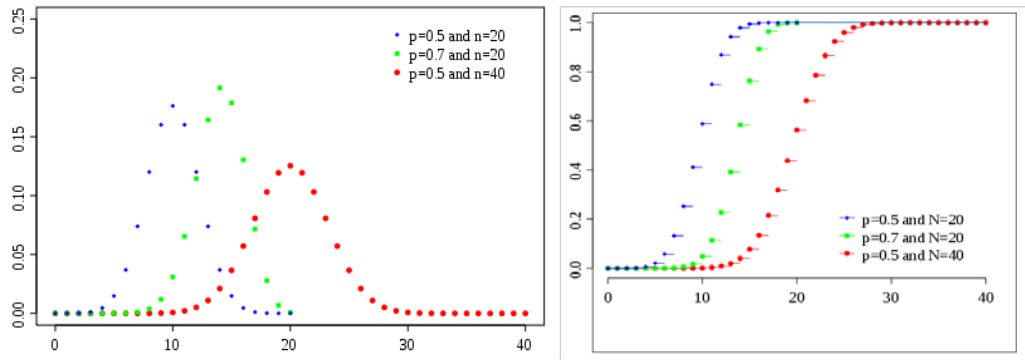 0.25
0.20
0.15
0.10
0.05
0.00
0 10 20 30 40
p=0.5 and n=20
p=0.7 and n=20
p=0.5 and n=40
1.0
0.8
0.6
0.4
0.2
0.0
0 10 20 30 40
p=0.5 and N=20
p=0.7 and N=20
p=0.5 and N=40